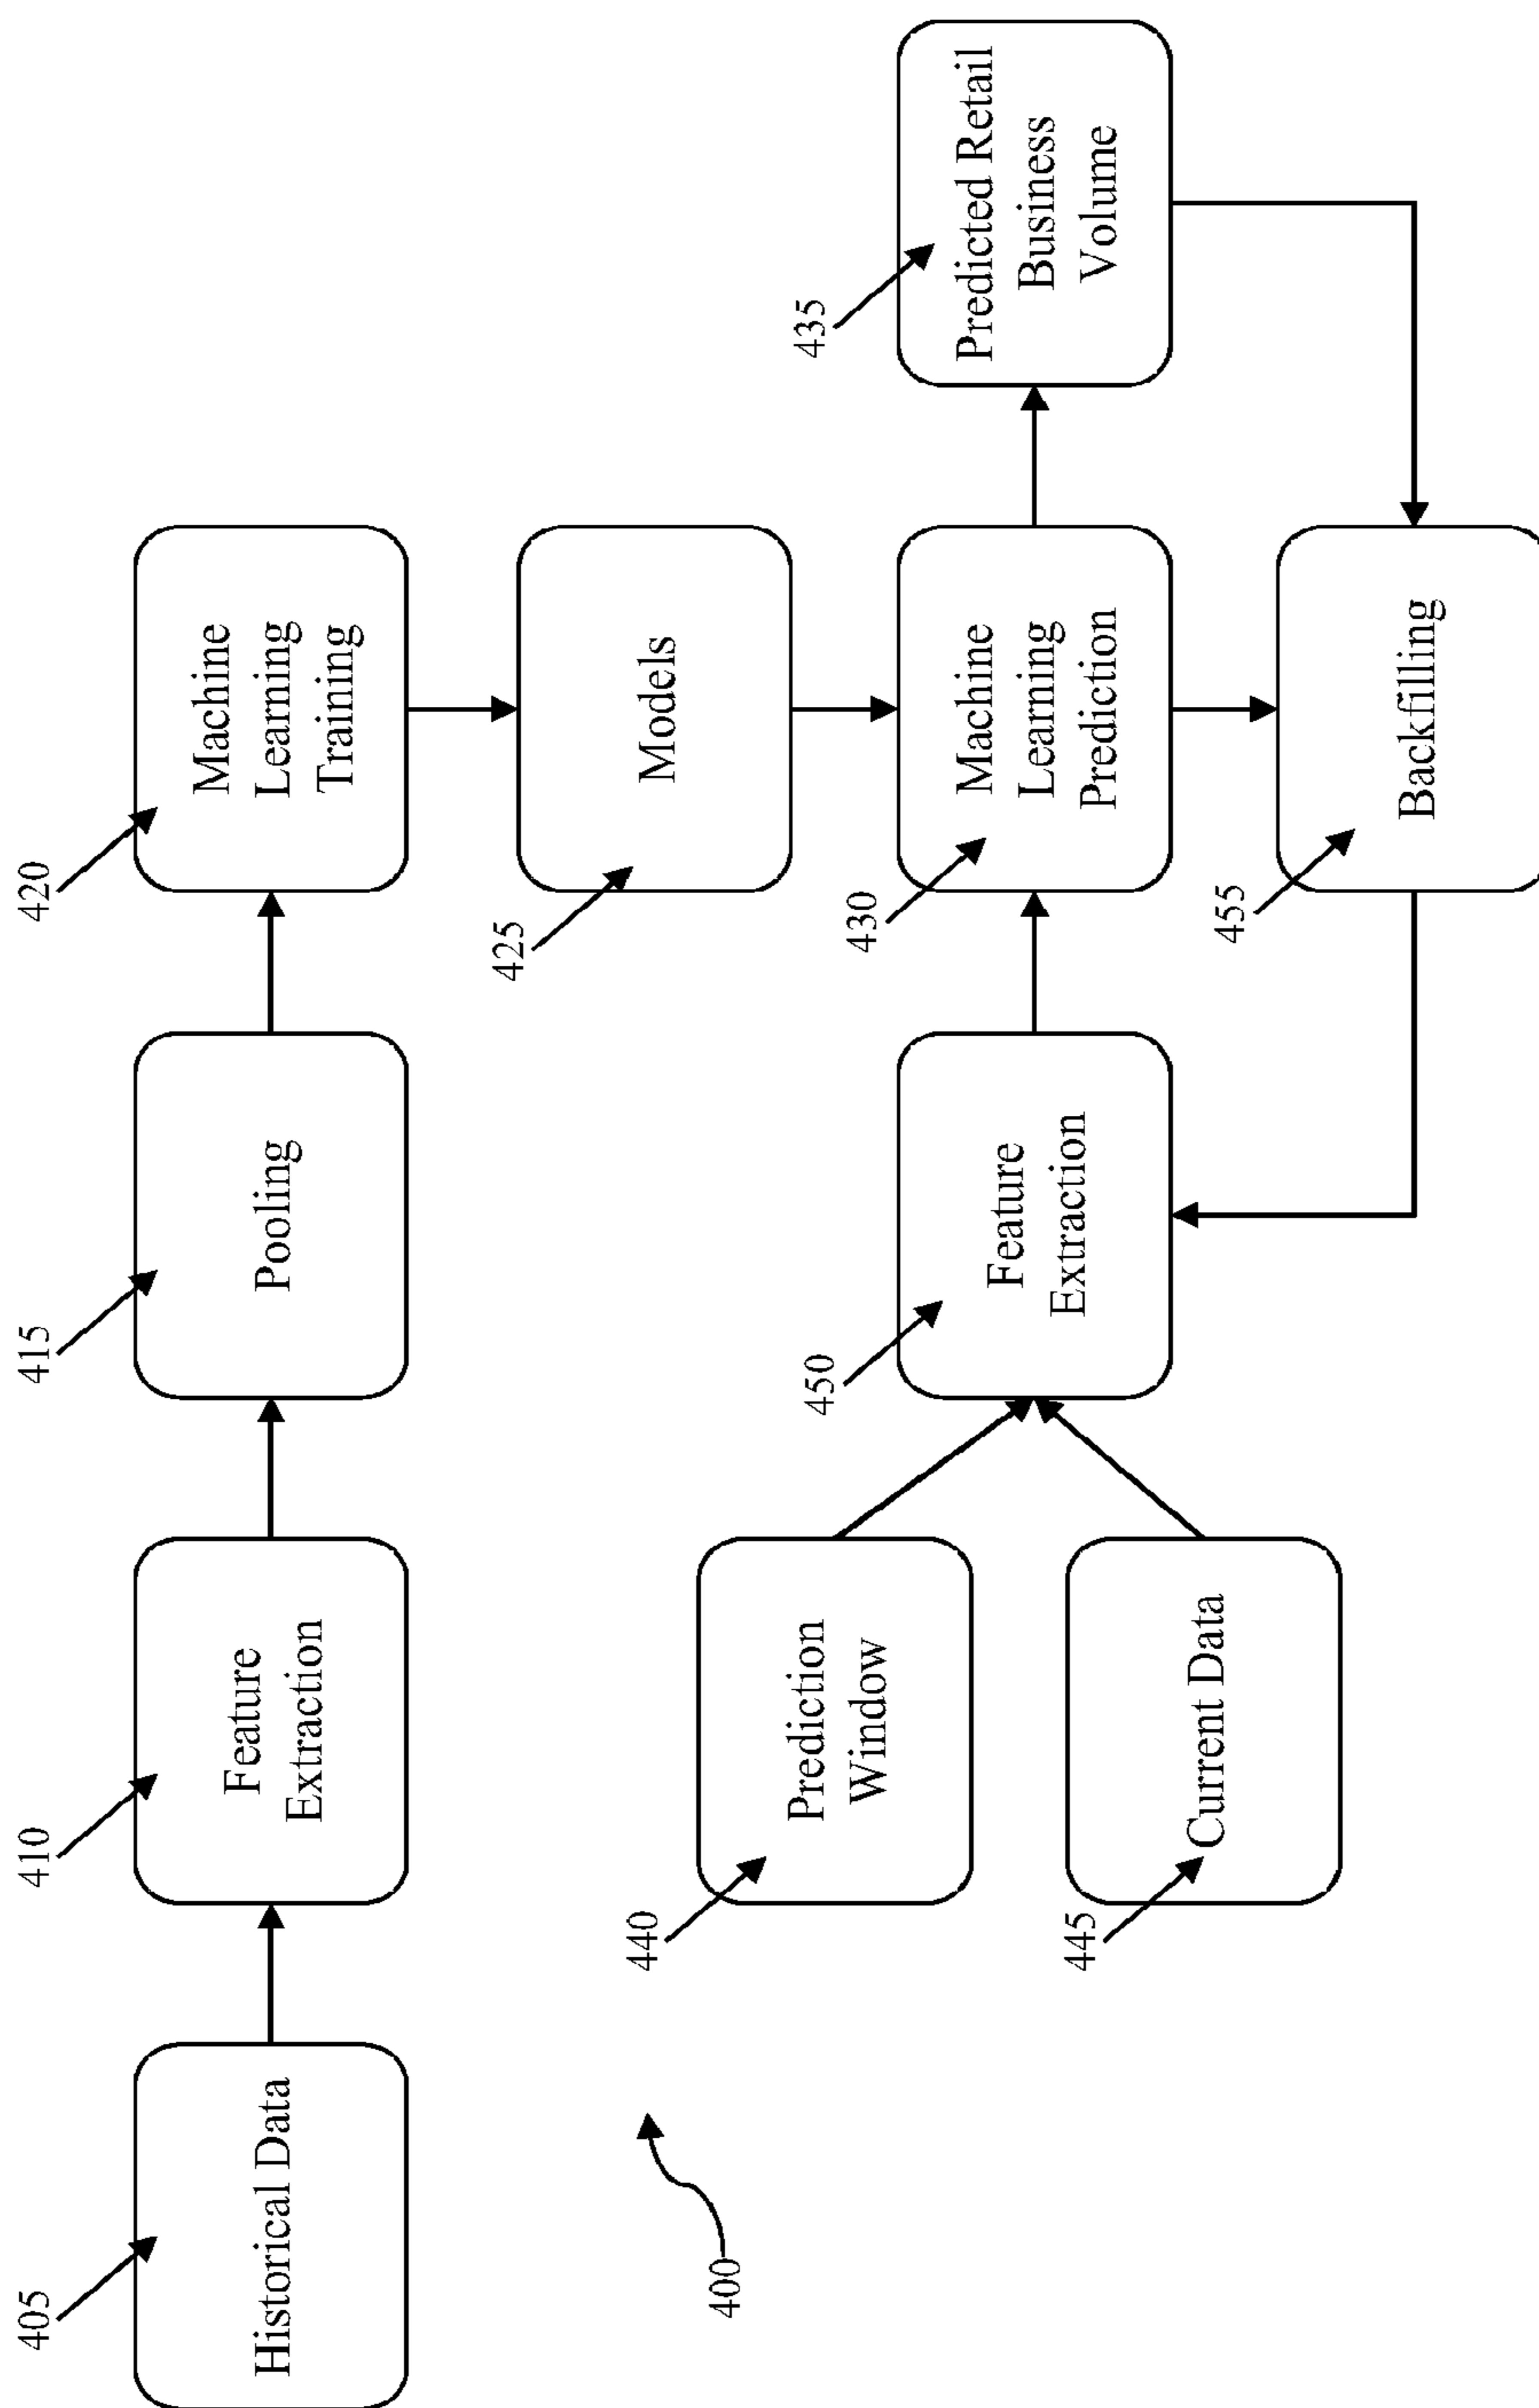 405
Historical Data
410
Feature
Extraction
415
Pooling
420
Machine
Learning
Training
425
Models
400
440
Prediction
Window
445
Current Data
450
Feature
Extraction
430
Machine
Learning
Prediction
435
Predicted Retail
Business
Volume
455
Backfilling